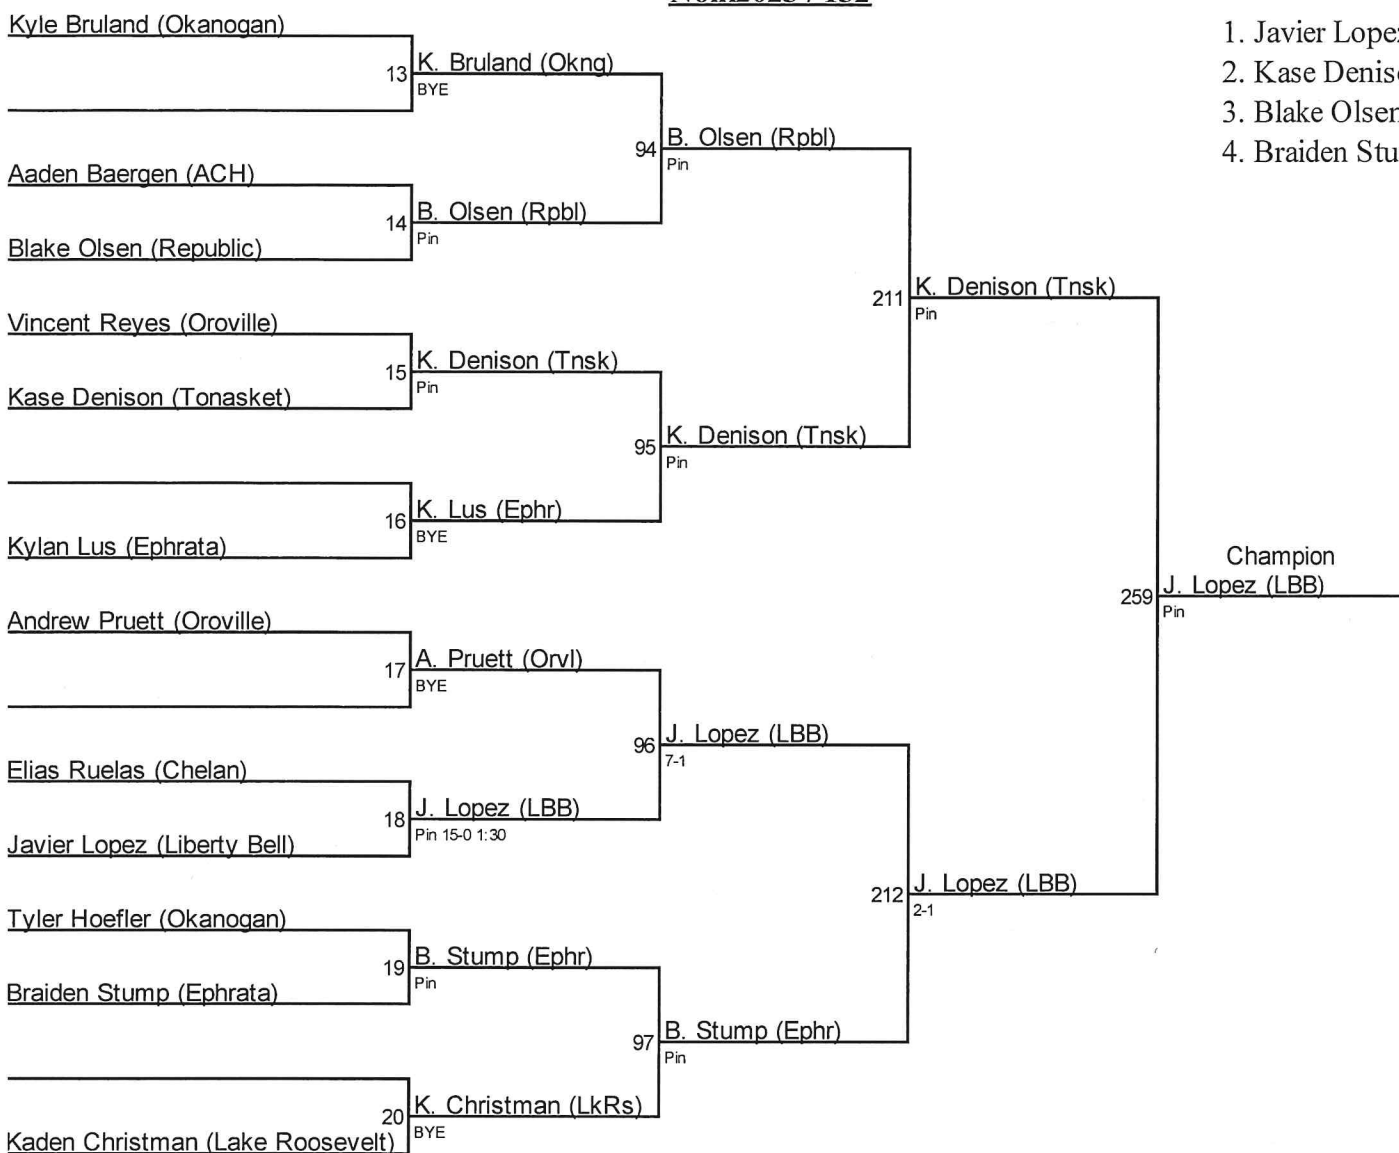 Kyle Bruland (Okanogan)
13 K. Bruland (Okng)
BYE
Aaden Baergen (ACH)
14 B. Olsen (Rpbl)
Pin
Blake Olsen (Republic)
94 B. Olsen (Rpbl)
Pin
Vincent Reyes (Oroville)
15 K. Denison (Tnsk)
Pin
Kase Denison (Tonasket)
95 K. Denison (Tnsk)
Pin
16 K. Lus (Ephr)
BYE
Kylan Lus (Ephrata)
211 K. Denison (Tnsk)
Pin
Andrew Pruett (Oroville)
17 A. Pruett (Orvl)
BYE
96 J. Lopez (LBB)
7-1
Elias Ruelas (Chelan)
18 J. Lopez (LBB)
Pin 15-0 1:30
Javier Lopez (Liberty Bell)
212 J. Lopez (LBB)
2-1
Tyler Hoefler (Okanogan)
19 B. Stump (Ephr)
Pin
Braiden Stump (Ephrata)
97 B. Stump (Ephr)
Pin
20 K. Christman (LkRs)
BYE
Kaden Christman (Lake Roosevelt)
Champion
259 J. Lopez (LBB)
Pin
1. Javier Lopez
2. Kase Denis
3. Blake Olsen
4. Braiden Stu